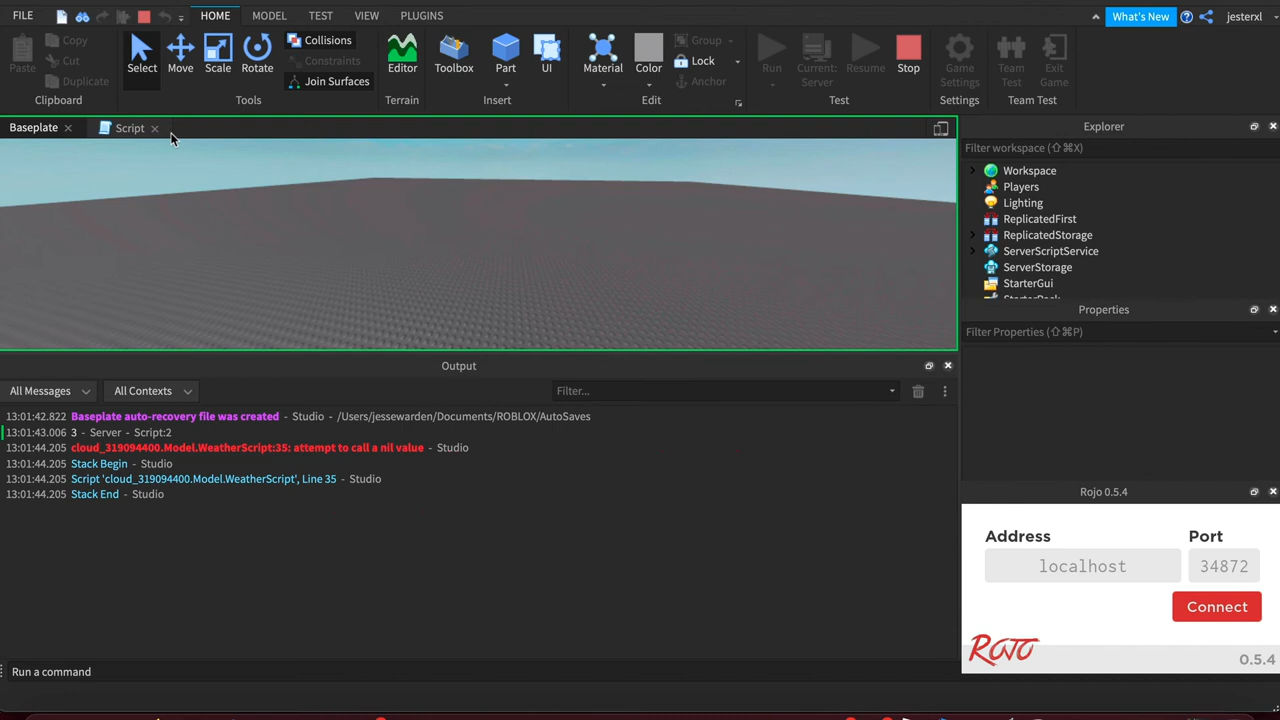 FILE HOME MODEL TEST VIEW PLUGINS What's New jesterxl
Paste Copy Cut Duplicate Select Move Scale Rotate Collisions Constraints Join Surfaces Editor Toolbox Part UI Material Color Group Lock Anchor Run Current: Server Resume Stop Game Settings Team Test Exit Game
Clipboard Tools Terrain Insert Edit Test Settings Team Test
Baseplate Script Explorer
Filter workspace (⇧⌘X)
Workspace
Players
Lighting
ReplicatedFirst
ReplicatedStorage
ServerScriptService
ServerStorage
StarterGui
Properties
Filter Properties (⇧⌘P)
Output
All Messages All Contexts Filter...
13:01:42.822 Baseplate auto-recovery file was created - Studio - /Users/jessewarden/Documents/ROBLOX/AutoSaves
13:01:43.006 3 - Server - Script:2
13:01:44.205 cloud_319094400.Model.WeatherScript:35: attempt to call a nil value - Studio
13:01:44.205 Stack Begin - Studio
13:01:44.205 Script 'cloud_319094400.Model.WeatherScript', Line 35 - Studio
13:01:44.205 Stack End - Studio
Rojo 0.5.4
Address Port
localhost 34872
Connect
ROJO 0.5.4
Run a command